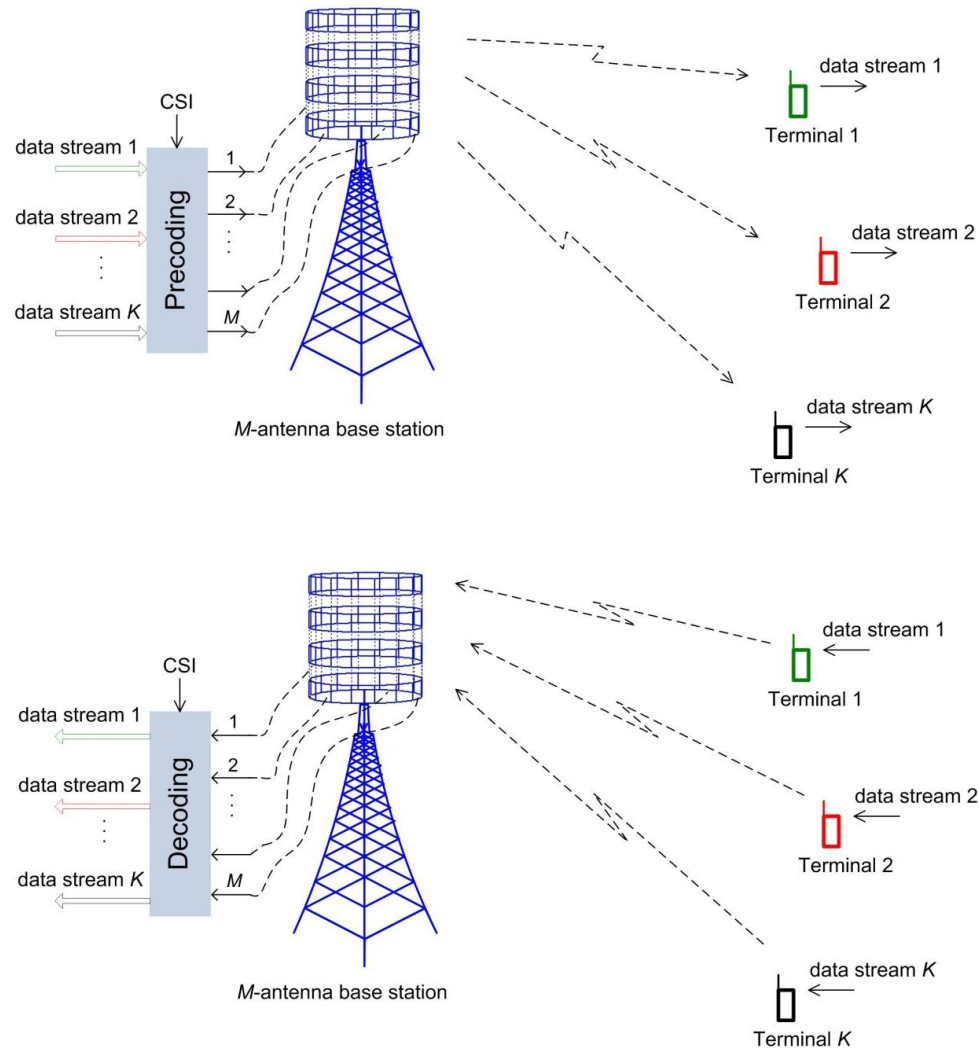 CSI
data stream 1
data stream 2
data stream K
Precoding
1
2
M
M-antenna base station
data stream 1
Terminal 1
data stream 2
Terminal 2
data stream K
Terminal K
CSI
data stream 1
data stream 2
data stream K
Decoding
1
2
M
M-antenna base station
data stream 1
Terminal 1
data stream 2
Terminal 2
data stream K
Terminal K